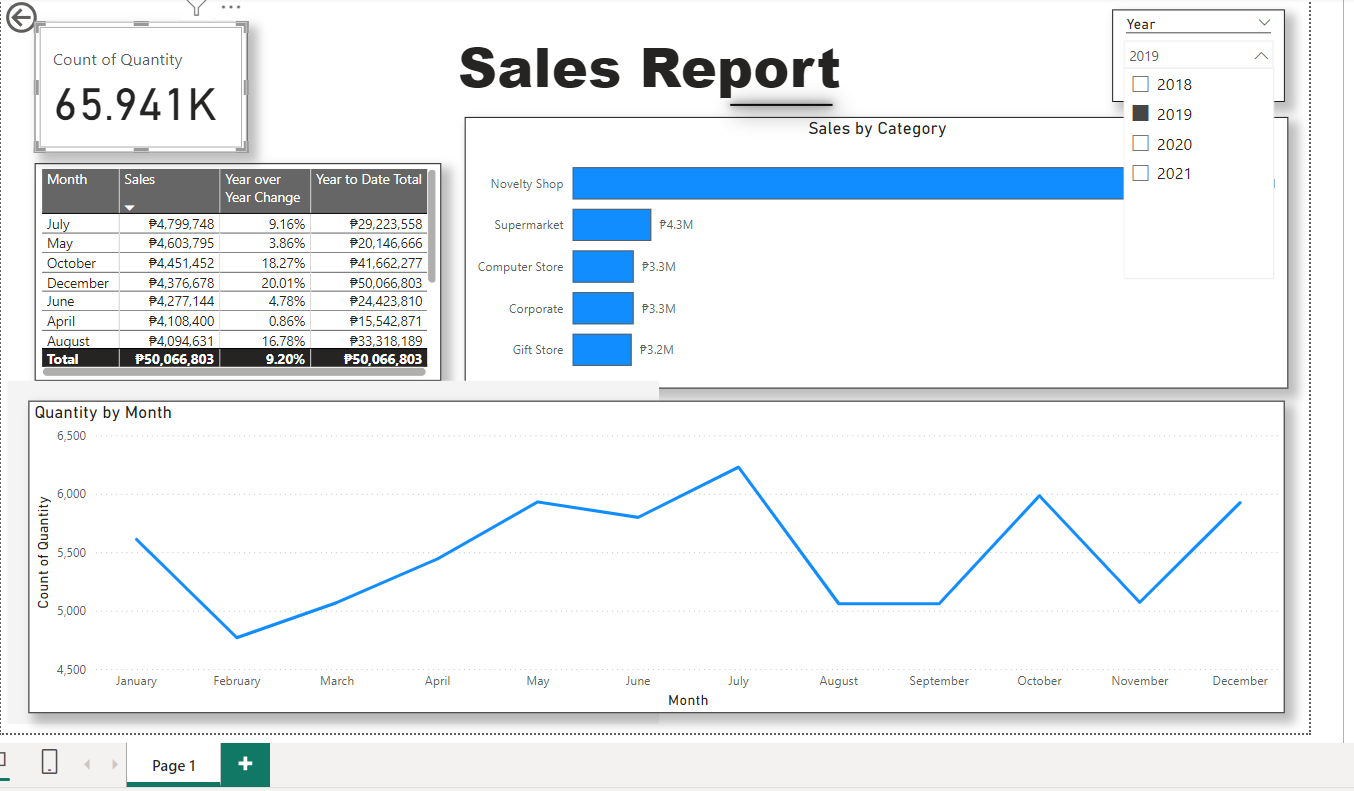 Count of Quantity
65.941K
Sales Report
Year
2019
2018
2019
2020
2021
Month Sales Year over Year Change Year to Date Total
July ₱4,799,748 9.16% ₱29,223,558
May ₱4,603,795 3.86% ₱20,146,666
October ₱4,451,452 18.27% ₱41,662,277
December ₱4,376,678 20.01% ₱50,066,803
June ₱4,277,144 4.78% ₱24,423,810
April ₱4,108,400 0.86% ₱15,542,871
August ₱4,094,631 16.78% ₱33,318,189
Total ₱50,066,803 9.20% ₱50,066,803
Sales by Category
Novelty Shop
Supermarket ₱4.3M
Computer Store ₱3.3M
Corporate ₱3.3M
Gift Store ₱3.2M
Quantity by Month
Count of Quantity
6,500
6,000
5,500
5,000
4,500
January February March April May June July August September October November December
Month
Page 1